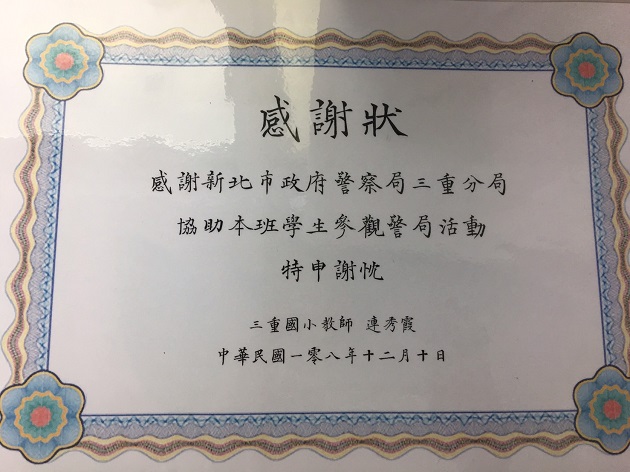 感謝狀
感謝新北市政府警察局三重分局
協助本班學生參觀警局活動
特申謝忱
三重國小教師 連秀霞
中華民國一零八年十二月十日